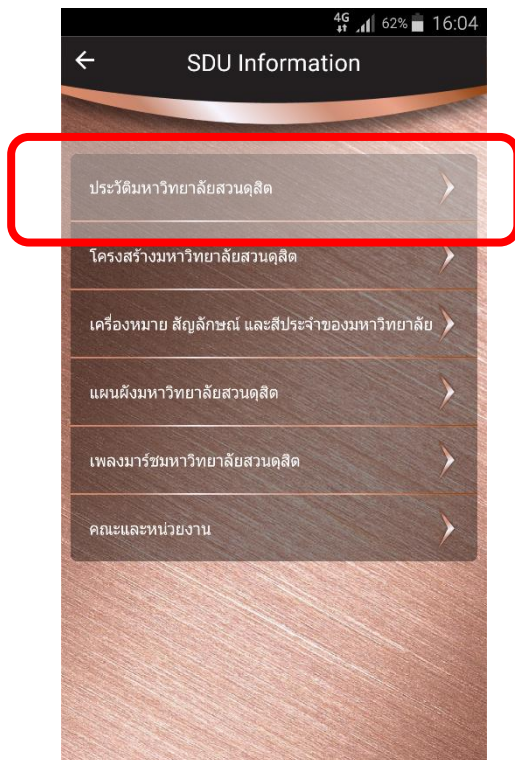 4G 62% 16:04
SDU Information
ประวัติมหาวิทยาลัยสวนดุสิต
โครงสร้างมหาวิทยาลัยสวนดุสิต
เครื่องหมาย สัญลักษณ์ และสีประจำของมหาวิทยาลัย
แผนผังมหาวิทยาลัยสวนดุสิต
เพลงมาร์ชมหาวิทยาลัยสวนดุสิต
คณะและหน่วยงาน